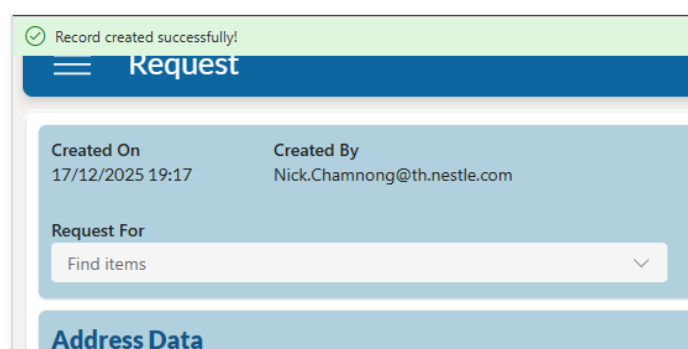 Record created successfully!
Request
Created On
Created By
17/12/2025 19:17
Nick.Chamnong@th.nestle.com
Request For
Find items
Address Data